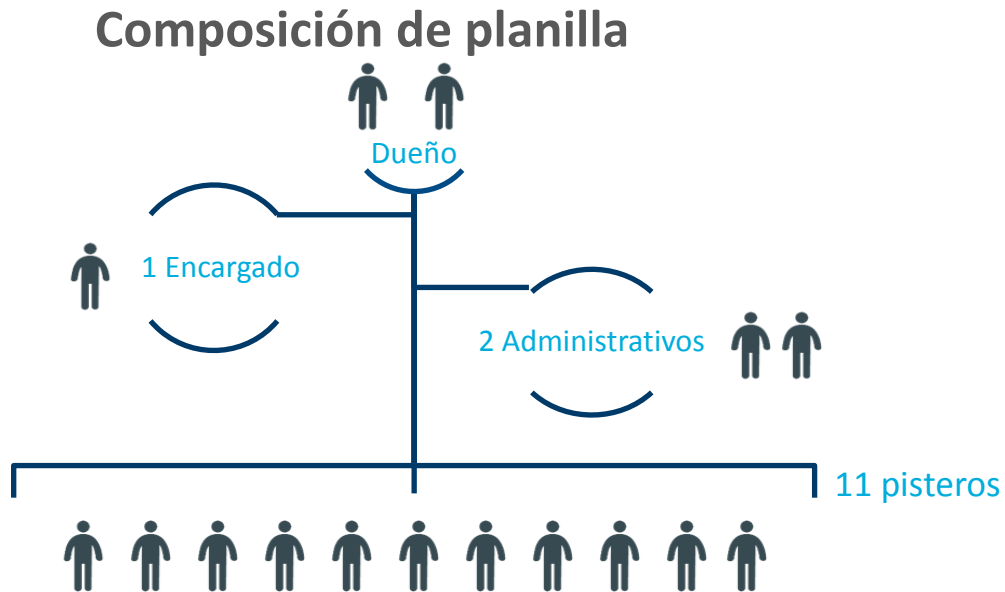 Composición de planilla
Dueño
1 Encargado
2 Administrativos
11 pisteros